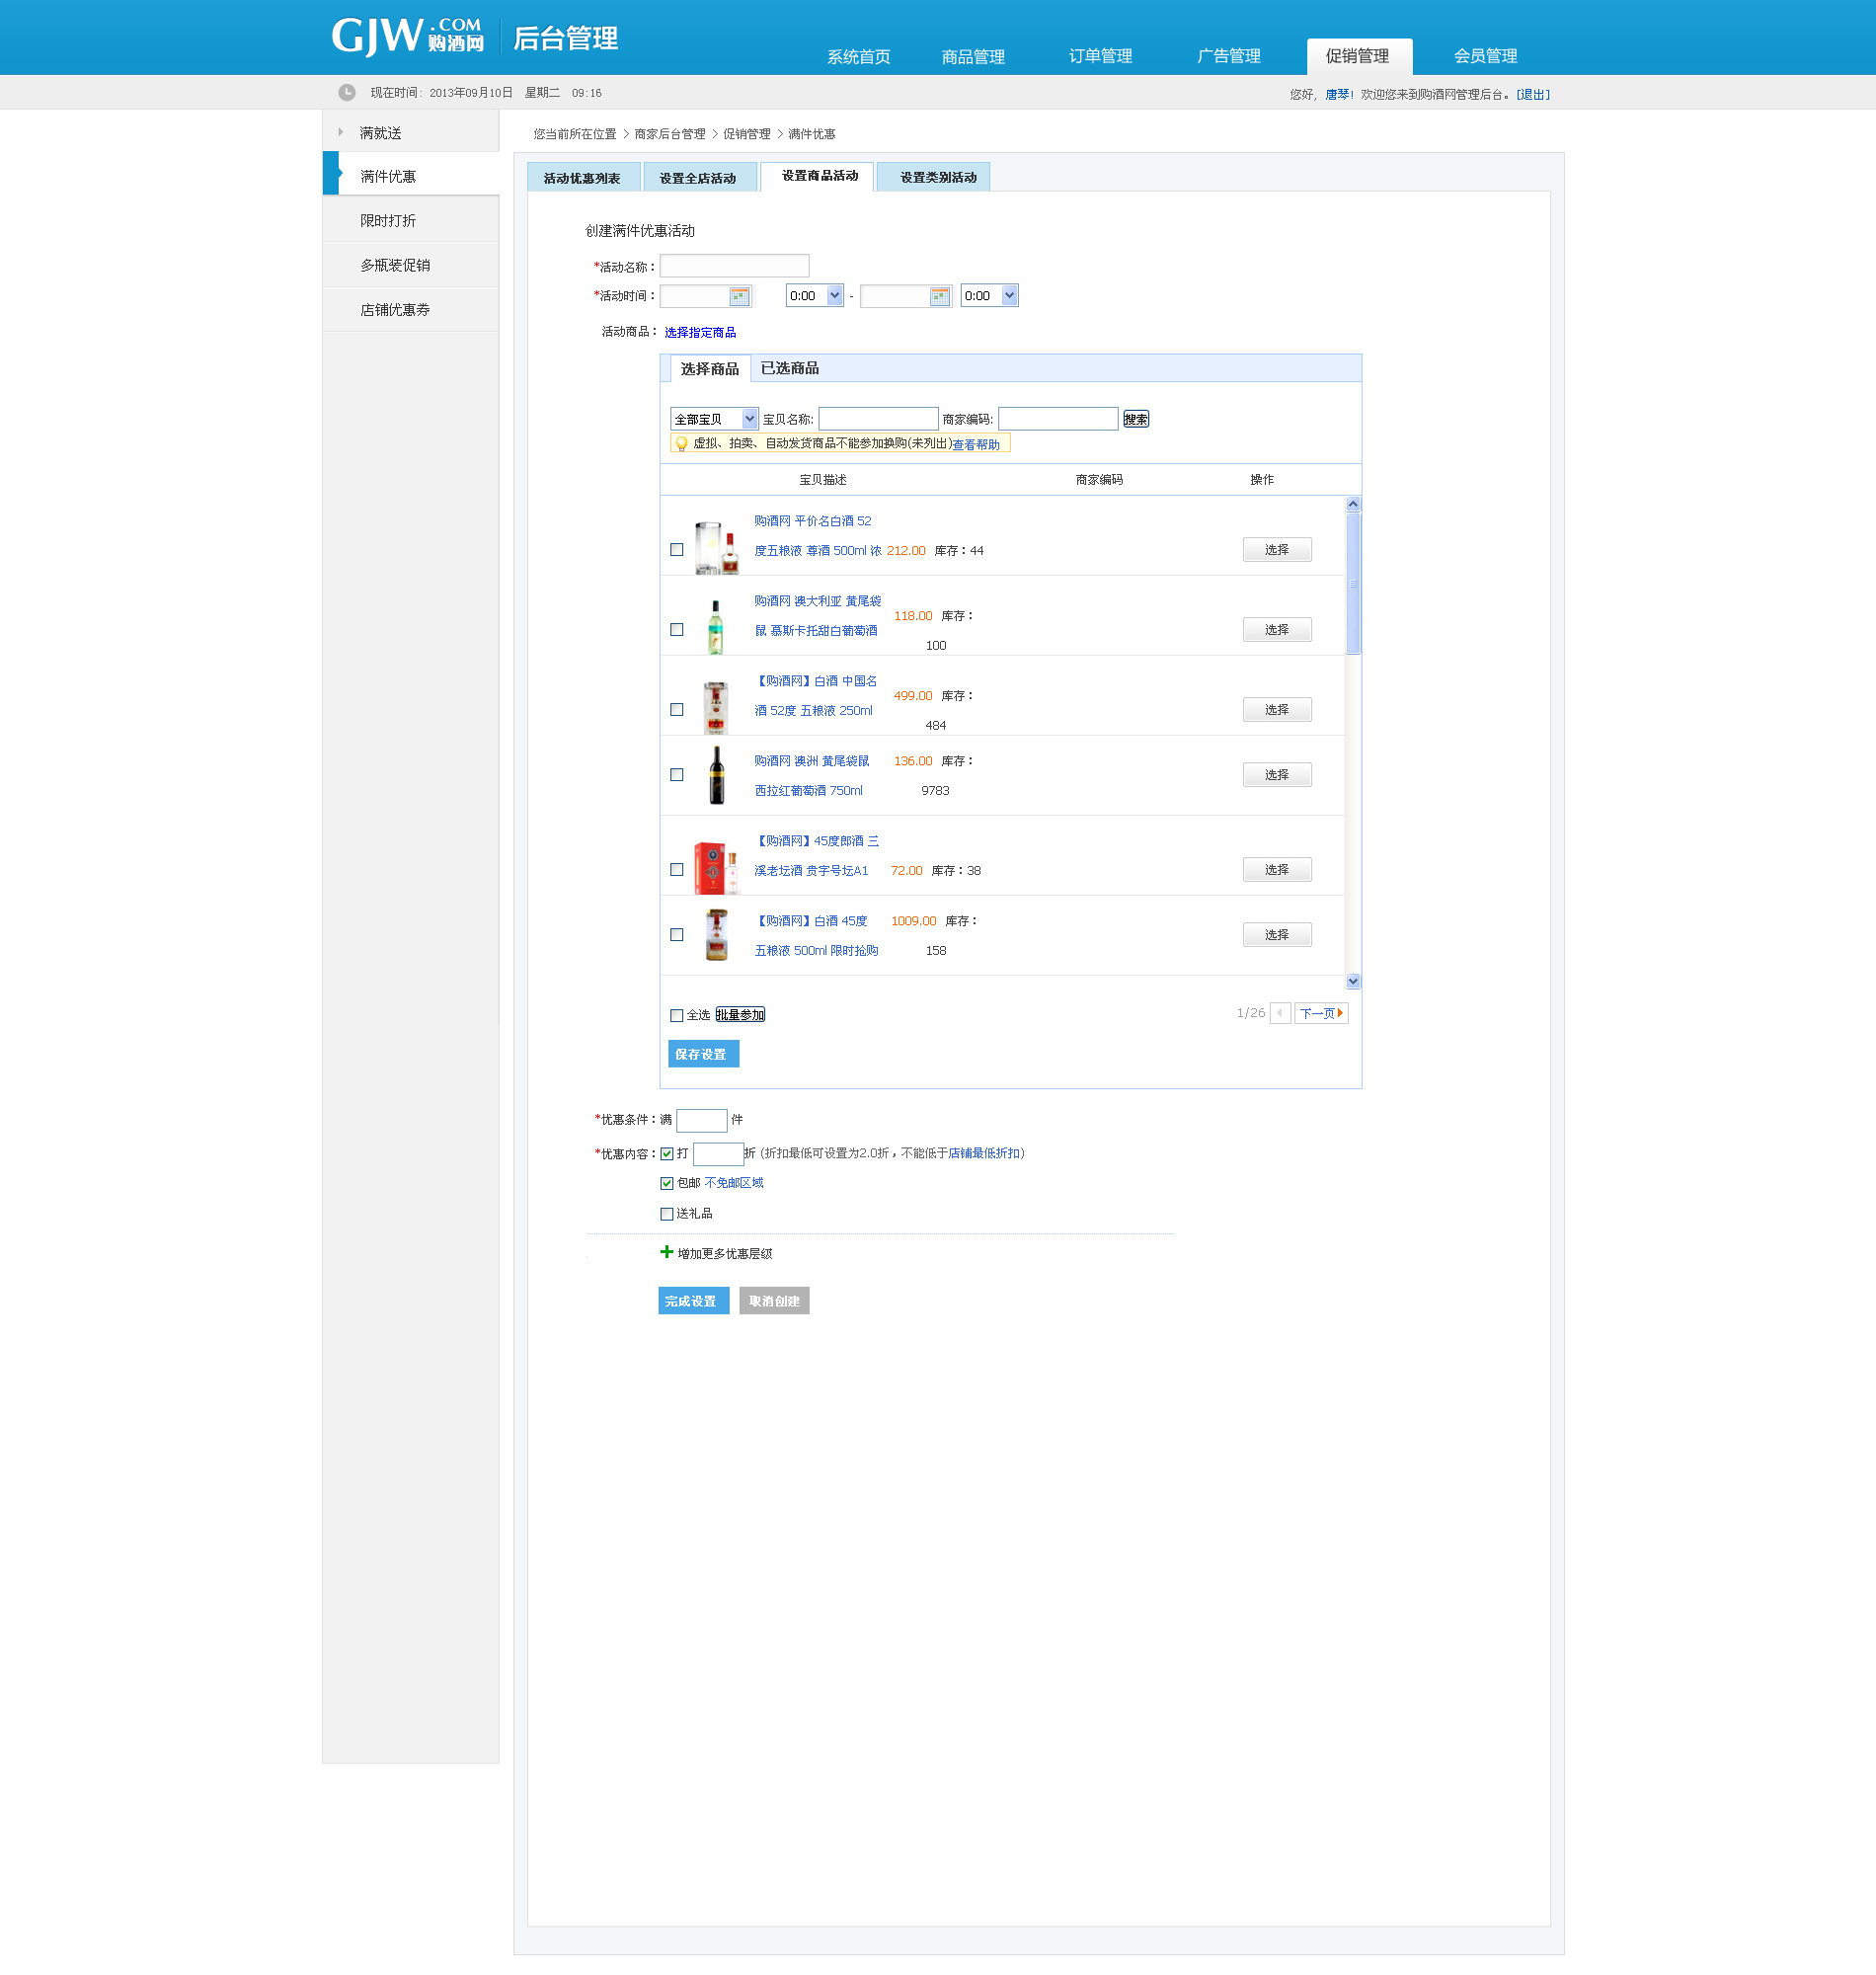 GJW.COM 购酒网 后台管理
系统首页 商品管理 订单管理 广告管理 促销管理 会员管理
现在时间: 2013年09月10日 星期二 09:16
您好, 唐琴! 欢迎您来到购酒网管理后台。[退出]
满就送
满件优惠
限时打折
多瓶装促销
店铺优惠券
您当前所在位置 > 商家后台管理 > 促销管理 > 满件优惠
活动优惠列表 设置全店活动 设置商品活动 设置类别活动
创建满件优惠活动
*活动名称：
*活动时间： 0:00 - 0:00
活动商品： 选择指定商品
选择商品 已选商品
全部宝贝 宝贝名称: 商家编码: 搜索
虚拟、拍卖、自动发货商品不能参加换购(未列出)查看帮助
宝贝描述 商家编码 操作
购酒网 平价名白酒 52
度五粮液 尊酒 500ml 浓 212.00 库存：44 选择
购酒网 澳大利亚 黄尾袋
118.00 库存：
鼠 慕斯卡托甜白葡萄酒 选择
100
【购酒网】白酒 中国名
499.00 库存：
酒 52度 五粮液 250ml 选择
484
购酒网 澳洲 黄尾袋鼠 136.00 库存：
选择
西拉红葡萄酒 750ml 9783
【购酒网】45度郎酒 三
溪老坛酒 贵字号坛A1 72.00 库存：38 选择
【购酒网】白酒 45度 1009.00 库存：
选择
五粮液 500ml 限时抢购 158
全选 批量参加 1/26 下一页
保存设置
*优惠条件：满 件
*优惠内容： 打 折 (折扣最低可设置为2.0折，不能低于店铺最低折扣)
包邮 不免邮区域
送礼品
增加更多优惠层级
完成设置 取消创建